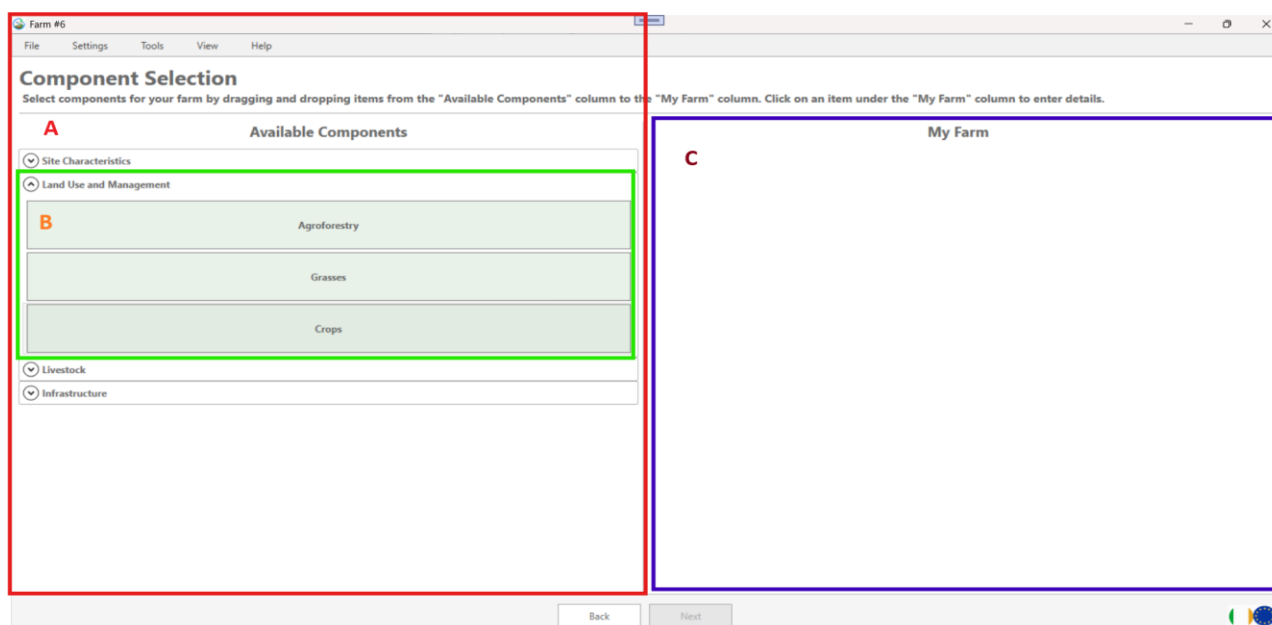 Farm #6
File Settings Tools View Help
Component Selection
Select components for your farm by dragging and dropping items from the "Available Components" column to the "My Farm" column. Click on an item under the "My Farm" column to enter details.
A
Available Components
Site Characteristics
Land Use and Management
B
Agroforestry
Grasses
Crops
Livestock
Infrastructure
My Farm
C
Back Next